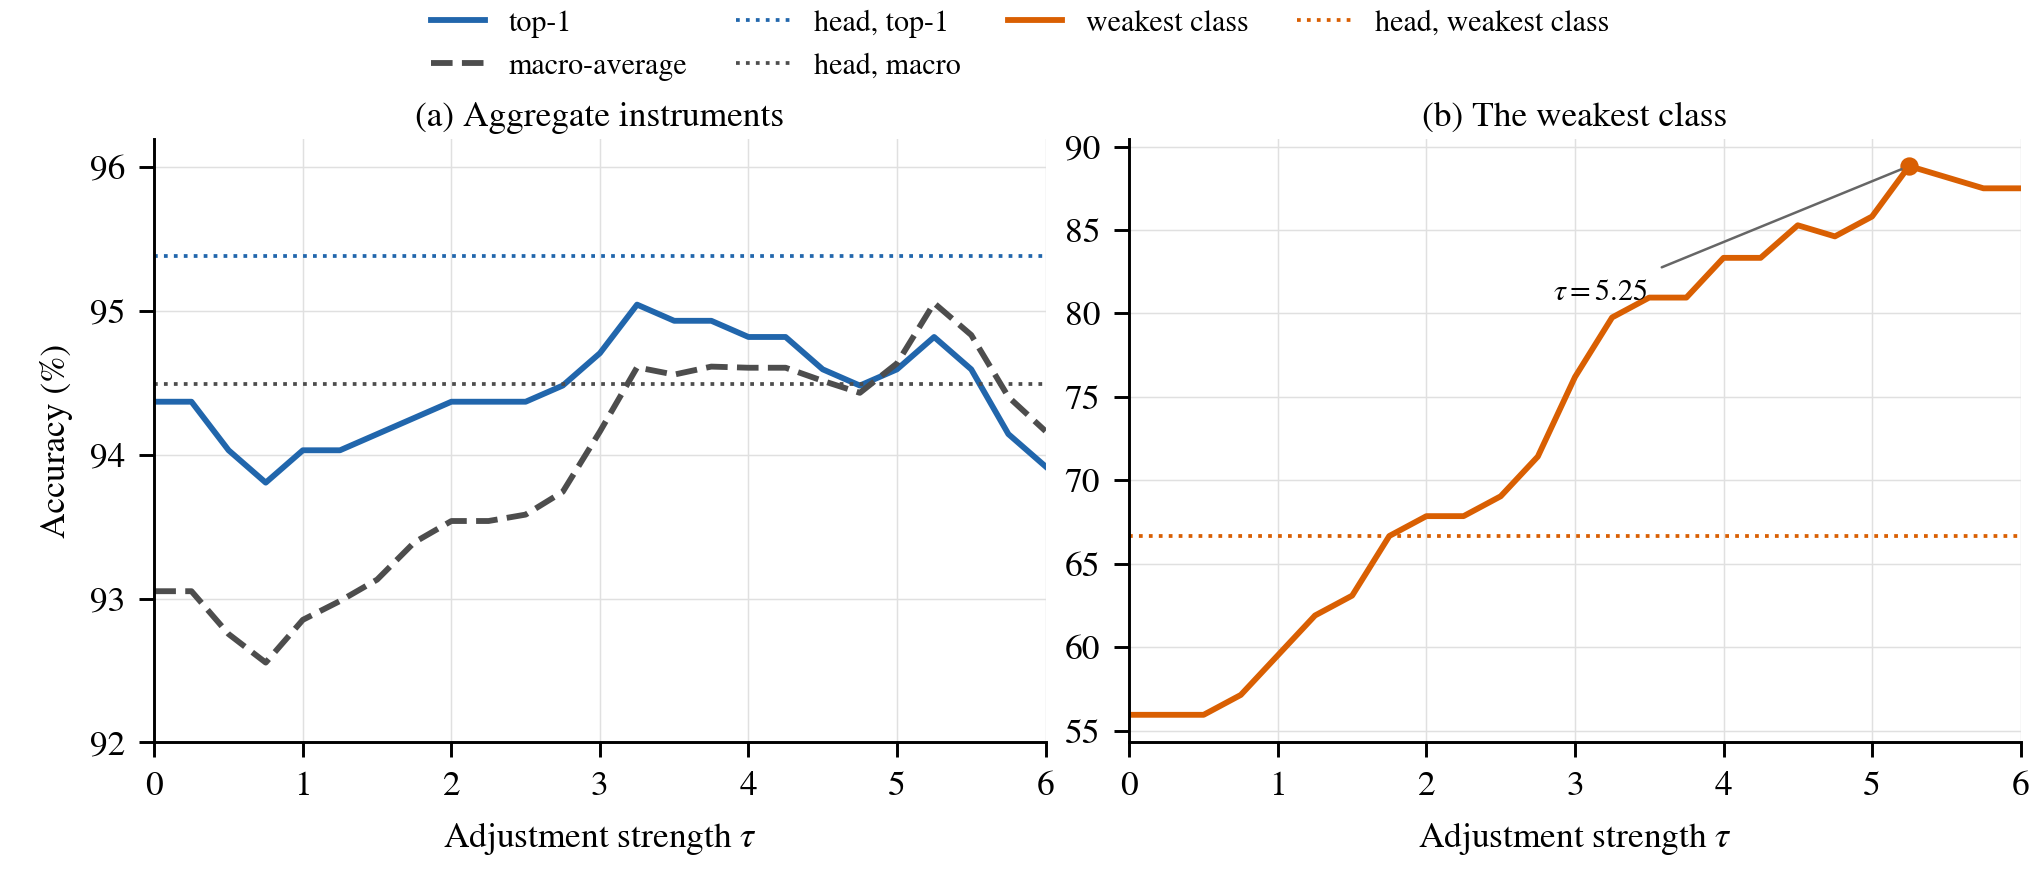 top-1 head, top-1 weakest class head, weakest class
macro-average head, macro
(a) Aggregate instruments
96
95
94
93
92
Accuracy (%)
0 1 2 3 4 5 6
Adjustment strength τ
(b) The weakest class
90
85
80
75
70
65
60
55
τ = 5.25
0 1 2 3 4 5 6
Adjustment strength τ